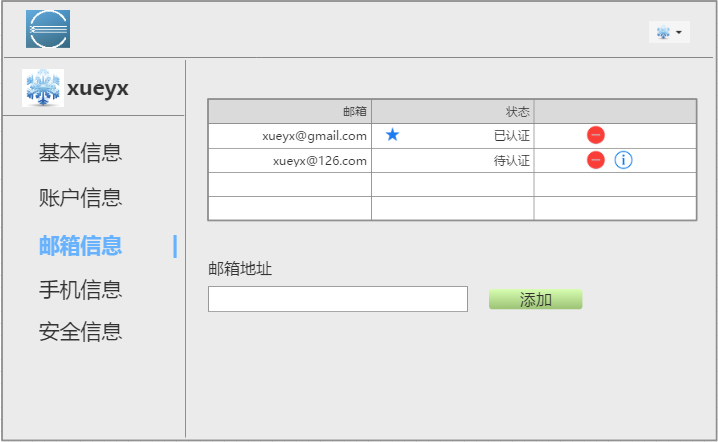 xueyx
基本信息
账户信息
邮箱信息
手机信息
安全信息
邮箱 状态
xueyx@gmail.com 已认证
xueyx@126.com 待认证
邮箱地址
添加